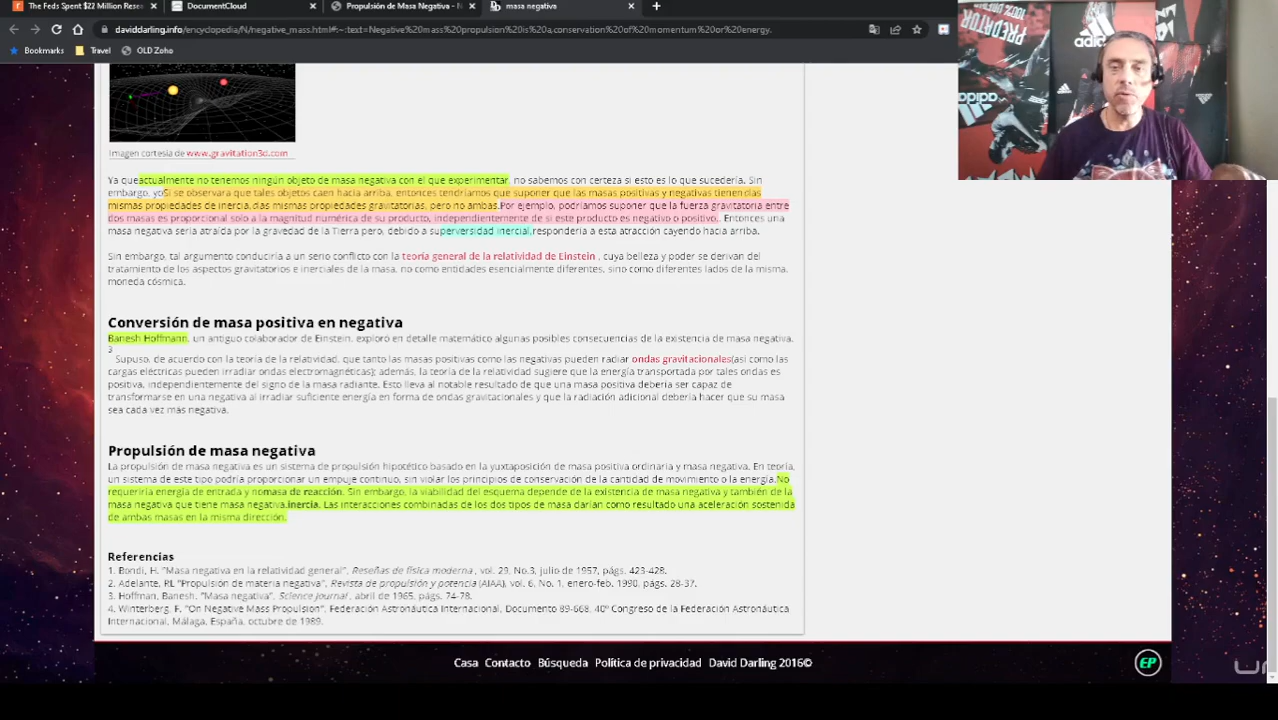 The Feds Spent $22 Million Rese
DocumentCloud
Propulsión de Masa Negativa - N
masa negativa
daviddarling.info/encyclopedia/N/negative_mass.html#:~:text=Negative%20mass%20propulsion%20is%20a,conservation%20of%20momentum%20or%20energy.
Bookmarks
Travel
OLD Zoho
Imagen cortesía de www.gravitation3d.com
Ya queactualmente no tenemos ningún objeto de masa negativa con el que experimentar, no sabemos con certeza si esto es lo que sucedería. Sin
embargo, yoSi se observara que tales objetos caen hacia arriba, entonces tendríamos que suponer que las masas positivas y negativas tienen las
mismas propiedades de inercia.o las mismas propiedades gravitatorias, pero no ambas.Por ejemplo, podríamos suponer que la fuerza gravitatoria entre
dos masas es proporcional solo a la magnitud numérica de su producto, independientemente de si este producto es negativo o positivo.. Entonces una
masa negativa sería atraída por la gravedad de la Tierra pero, debido a superversidad inercial,respondería a esta atracción cayendo hacia arriba.
Sin embargo, tal argumento conduciría a un serio conflicto con la teoría general de la relatividad de Einstein , cuya belleza y poder se derivan del
tratamiento de los aspectos gravitatorios e inerciales de la masa, no como entidades esencialmente diferentes, sino como diferentes lados de la misma.
moneda cósmica.
Conversión de masa positiva en negativa
Banesh Hoffmann, un antiguo colaborador de Einstein, exploró en detalle matemático algunas posibles consecuencias de la existencia de masa negativa.
3
Supuso, de acuerdo con la teoría de la relatividad, que tanto las masas positivas como las negativas pueden radiar ondas gravitacionales(así como las
cargas eléctricas pueden irradiar ondas electromagnéticas); además, la teoría de la relatividad sugiere que la energía transportada por tales ondas es
positiva, independientemente del signo de la masa radiante. Esto lleva al notable resultado de que una masa positiva debería ser capaz de
transformarse en una negativa al irradiar suficiente energía en forma de ondas gravitacionales y que la radiación adicional debería hacer que su masa
sea cada vez más negativa.
Propulsión de masa negativa
La propulsión de masa negativa es un sistema de propulsión hipotético basado en la yuxtaposición de masa positiva ordinaria y masa negativa. En teoría,
un sistema de este tipo podría proporcionar un empuje continuo, sin violar los principios de conservación de la cantidad de movimiento o la energía.No
requeriría energía de entrada y nomasa de reacción. Sin embargo, la viabilidad del esquema depende de la existencia de masa negativa y también de la
masa negativa que tiene masa negativa.inercia. Las interacciones combinadas de los dos tipos de masa darían como resultado una aceleración sostenida
de ambas masas en la misma dirección.
Referencias
1. Bondi, H. "Masa negativa en la relatividad general", Reseñas de física moderna , vol. 29, No.3, julio de 1957, págs. 423-428.
2. Adelante, RL "Propulsión de materia negativa", Revista de propulsión y potencia (AIAA), vol. 6, No. 1, enero-feb. 1990, págs. 28-37.
3. Hoffman, Banesh. "Masa negativa". Science Journal , abril de 1965, págs. 74-78.
4. Winterberg, F. "On Negative Mass Propulsion", Federación Astronáutica Internacional, Documento 89-668, 40º Congreso de la Federación Astronáutica
Internacional, Málaga, España, octubre de 1989.
Casa Contacto Búsqueda Política de privacidad David Darling 2016©
EP
PREDATOR
100%
adidas
adidas